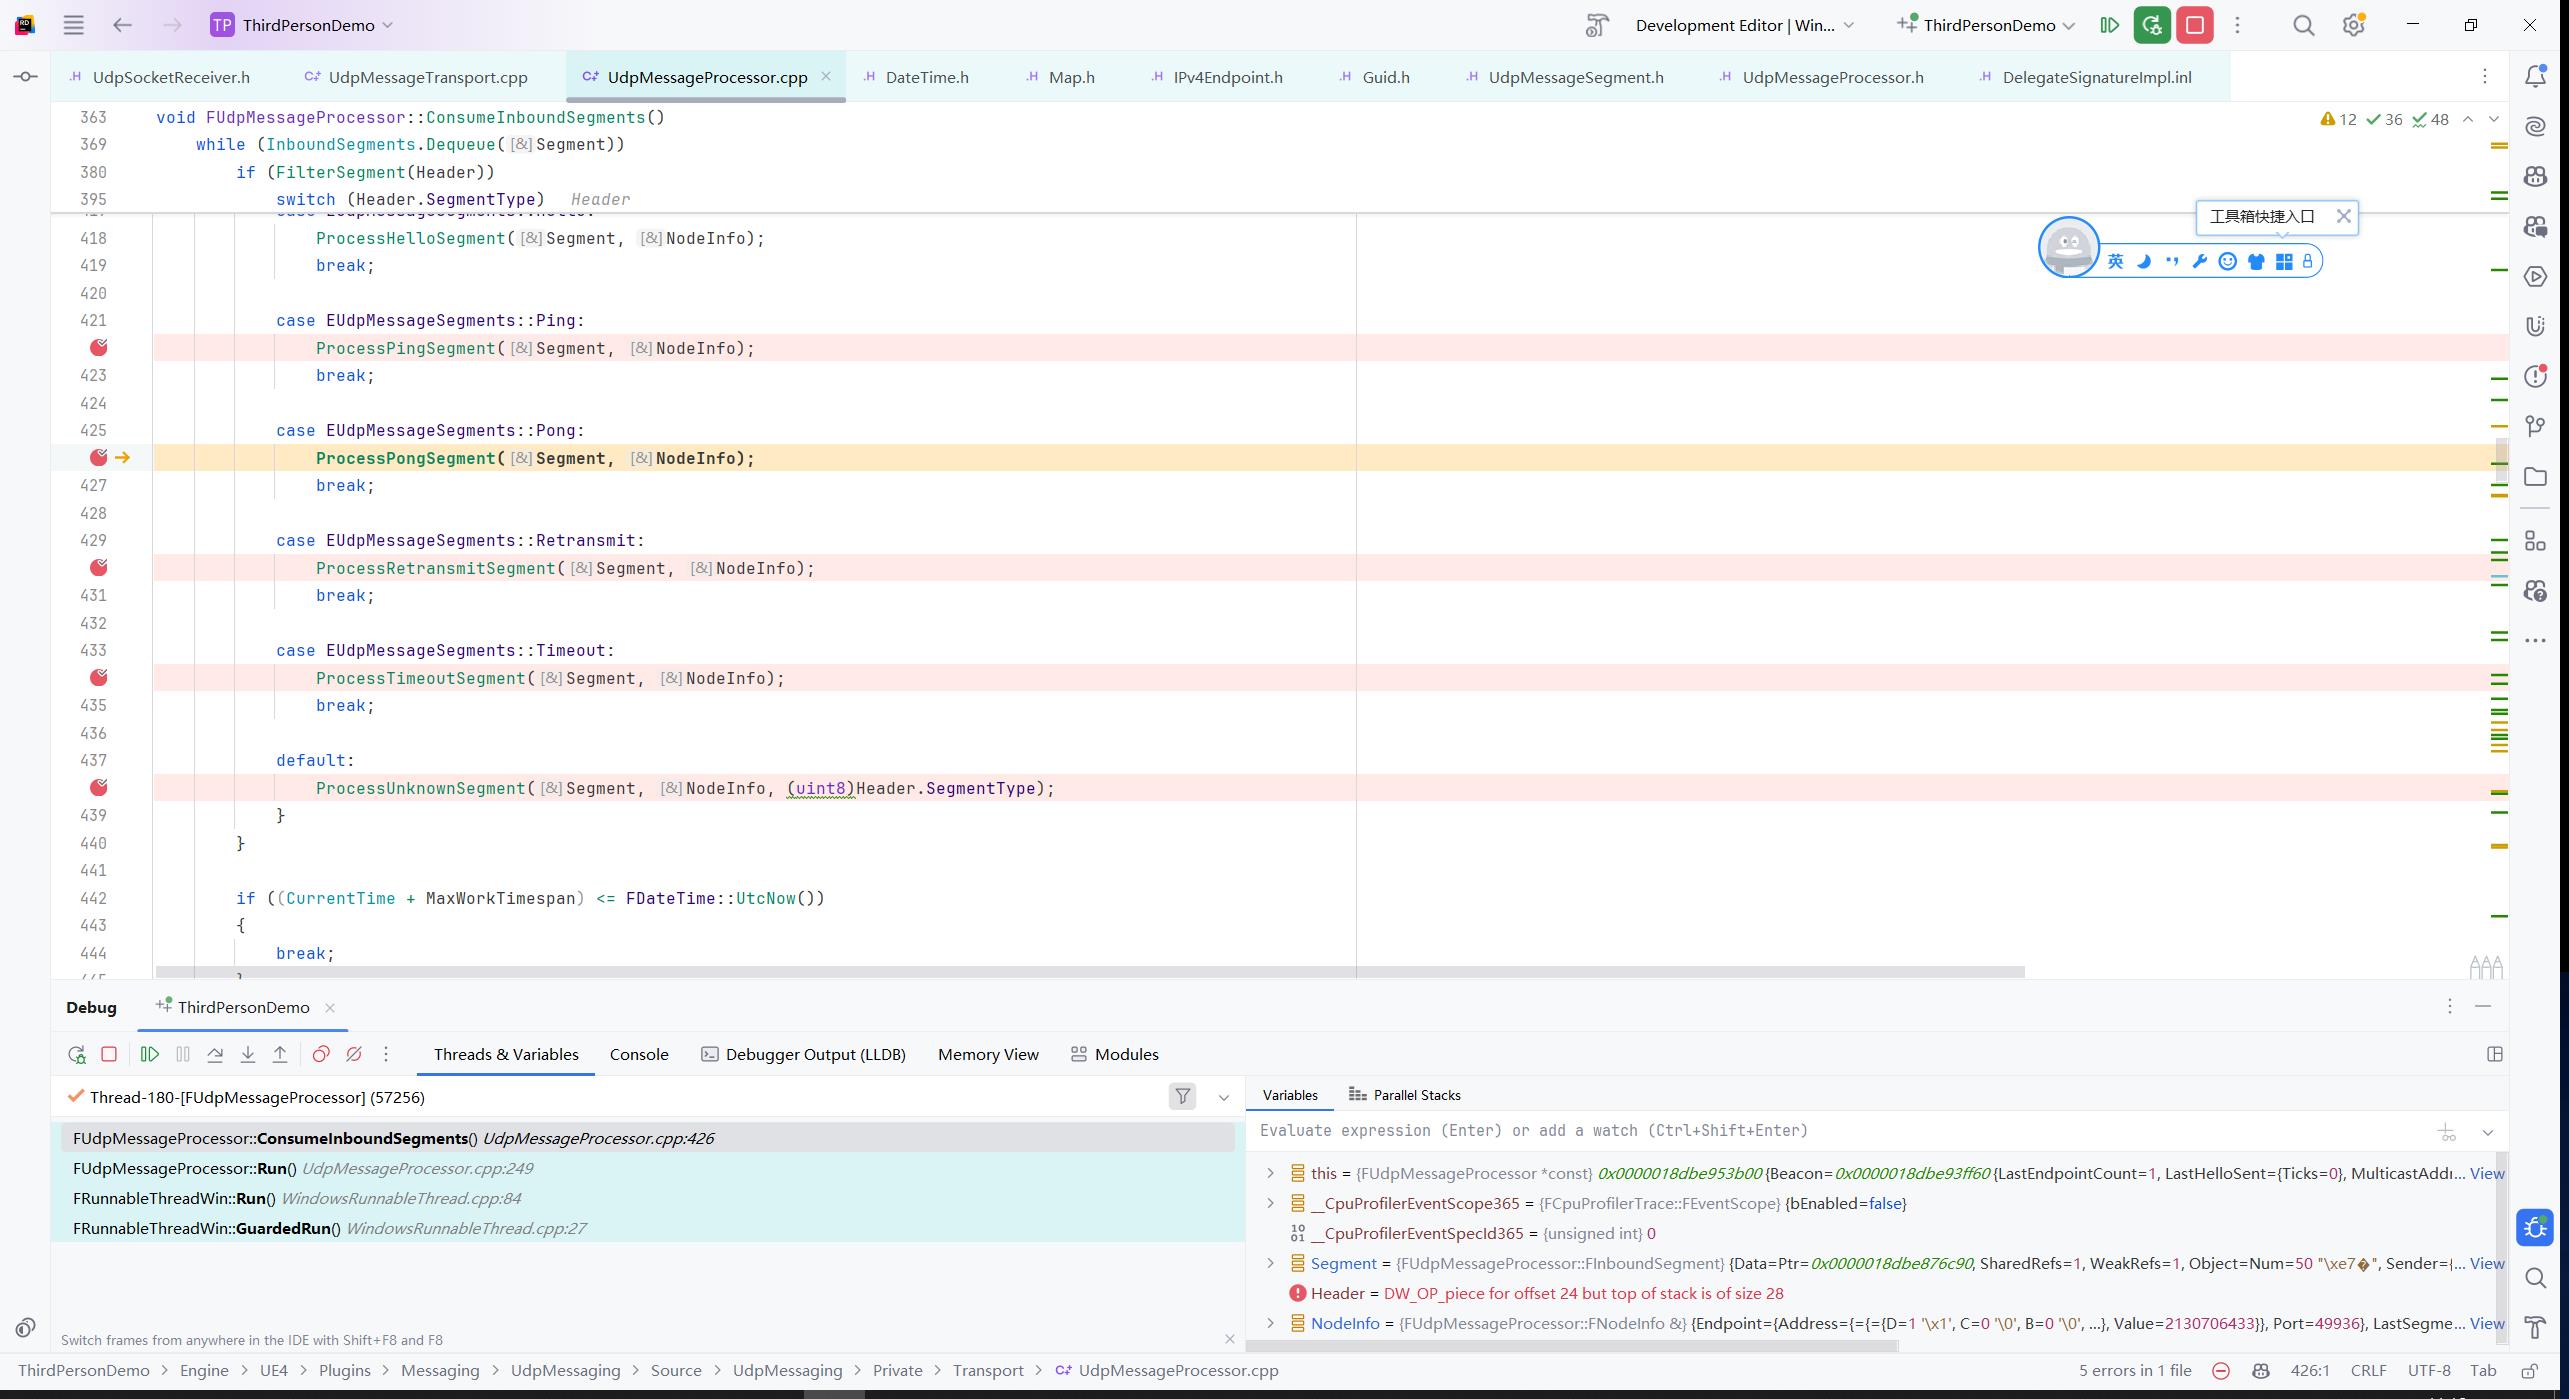 TP ThirdPersonDemo
Development Editor | Win...
ThirdPersonDemo
.H UdpSocketReceiver.h
C+ UdpMessageTransport.cpp
C+ UdpMessageProcessor.cpp
.H DateTime.h
.H Map.h
.H IPv4Endpoint.h
.H Guid.h
.H UdpMessageSegment.h
.H UdpMessageProcessor.h
.H DelegateSignatureImpl.inl
363 void FUdpMessageProcessor::ConsumeInboundSegments()
12 36 48
369 while (InboundSegments.Dequeue([&]Segment))
380 if (FilterSegment(Header))
395 switch (Header.SegmentType) Header
工具箱快捷入口
英
418 ProcessHelloSegment([&]Segment, [&]NodeInfo);
419 break;
420
421 case EUdpMessageSegments::Ping:
ProcessPingSegment([&]Segment, [&]NodeInfo);
423 break;
424
425 case EUdpMessageSegments::Pong:
ProcessPongSegment([&]Segment, [&]NodeInfo);
427 break;
428
429 case EUdpMessageSegments::Retransmit:
ProcessRetransmitSegment([&]Segment, [&]NodeInfo);
431 break;
432
433 case EUdpMessageSegments::Timeout:
ProcessTimeoutSegment([&]Segment, [&]NodeInfo);
435 break;
436
437 default:
ProcessUnknownSegment([&]Segment, [&]NodeInfo, (uint8)Header.SegmentType);
439 }
440 }
441
442 if ((CurrentTime + MaxWorkTimespan) <= FDateTime::UtcNow())
443 {
444 break;
Debug ThirdPersonDemo
Threads & Variables Console Debugger Output (LLDB) Memory View Modules
Thread-180-[FUdpMessageProcessor] (57256)
FUdpMessageProcessor::ConsumeInboundSegments() UdpMessageProcessor.cpp:426
FUdpMessageProcessor::Run() UdpMessageProcessor.cpp:249
FRunnableThreadWin::Run() WindowsRunnableThread.cpp:84
FRunnableThreadWin::GuardedRun() WindowsRunnableThread.cpp:27
Switch frames from anywhere in the IDE with Shift+F8 and F8
Variables Parallel Stacks
Evaluate expression (Enter) or add a watch (Ctrl+Shift+Enter)
this = {FUdpMessageProcessor *const} 0x0000018dbe953b00 {Beacon=0x0000018dbe93ff60 {LastEndpointCount=1, LastHelloSent={Ticks=0}, MulticastAddr... View
__CpuProfilerEventScope365 = {FCpuProfilerTrace::FEventScope} {bEnabled=false}
__CpuProfilerEventSpecId365 = {unsigned int} 0
Segment = {FUdpMessageProcessor::FInboundSegment} {Data=Ptr=0x0000018dbe876c90, SharedRefs=1, WeakRefs=1, Object=Num=50 "\xe7�", Sender={... View
Header = DW_OP_piece for offset 24 but top of stack is of size 28
NodeInfo = {FUdpMessageProcessor::FNodeInfo &} {Endpoint={Address={={={D=1 '\x1', C=0 '\0', B=0 '\0', ...}, Value=2130706433}}, Port=49936}, LastSegme... View
ThirdPersonDemo > Engine > UE4 > Plugins > Messaging > UdpMessaging > Source > UdpMessaging > Private > Transport > C+ UdpMessageProcessor.cpp
5 errors in 1 file 426:1 CRLF UTF-8 Tab